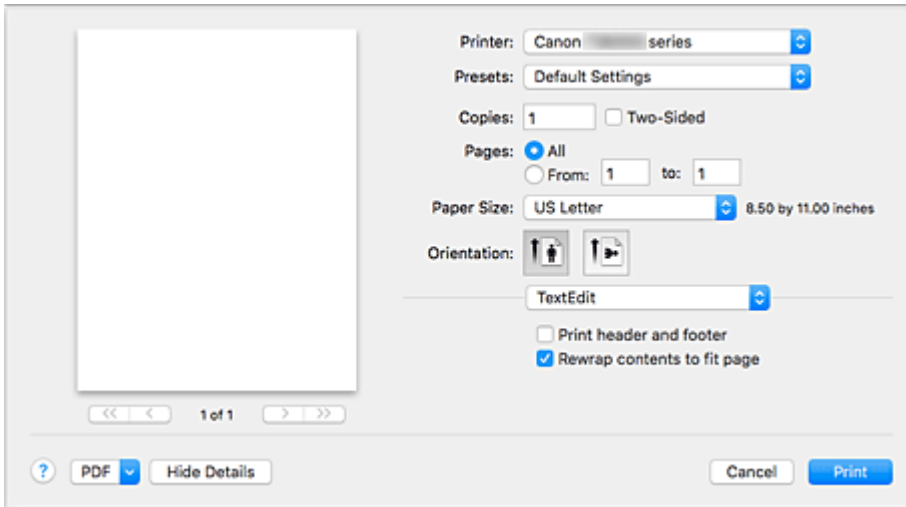 Printer: Canon series
Presets: Default Settings
Copies: 1 Two-Sided
Pages: All
From: 1 to: 1
Paper Size: US Letter 8.50 by 11.00 inches
Orientation:
TextEdit
Print header and footer
Rewrap contents to fit page
<< < 1 of 1 > >>
? PDF Hide Details Cancel Print